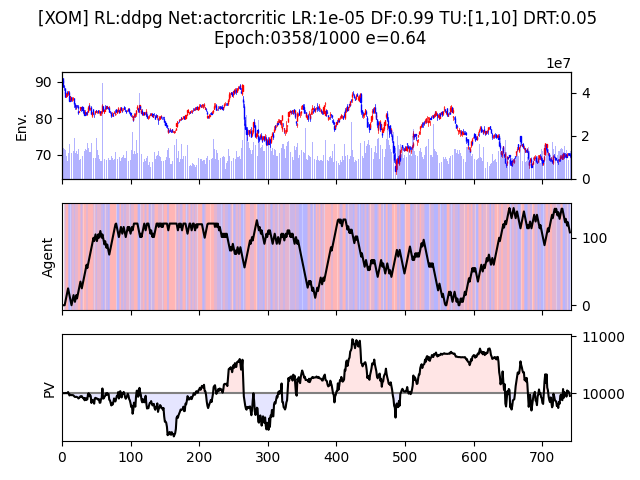 [XOM] RL:ddpg Net:actorcritic LR:1e-05 DF:0.99 TU:[1,10] DRT:0.05
Epoch:0358/1000 e=0.64
1e7
90
80
70
Env.
4
2
0
Agent
100
0
PV
11000
10000
0 100 200 300 400 500 600 700